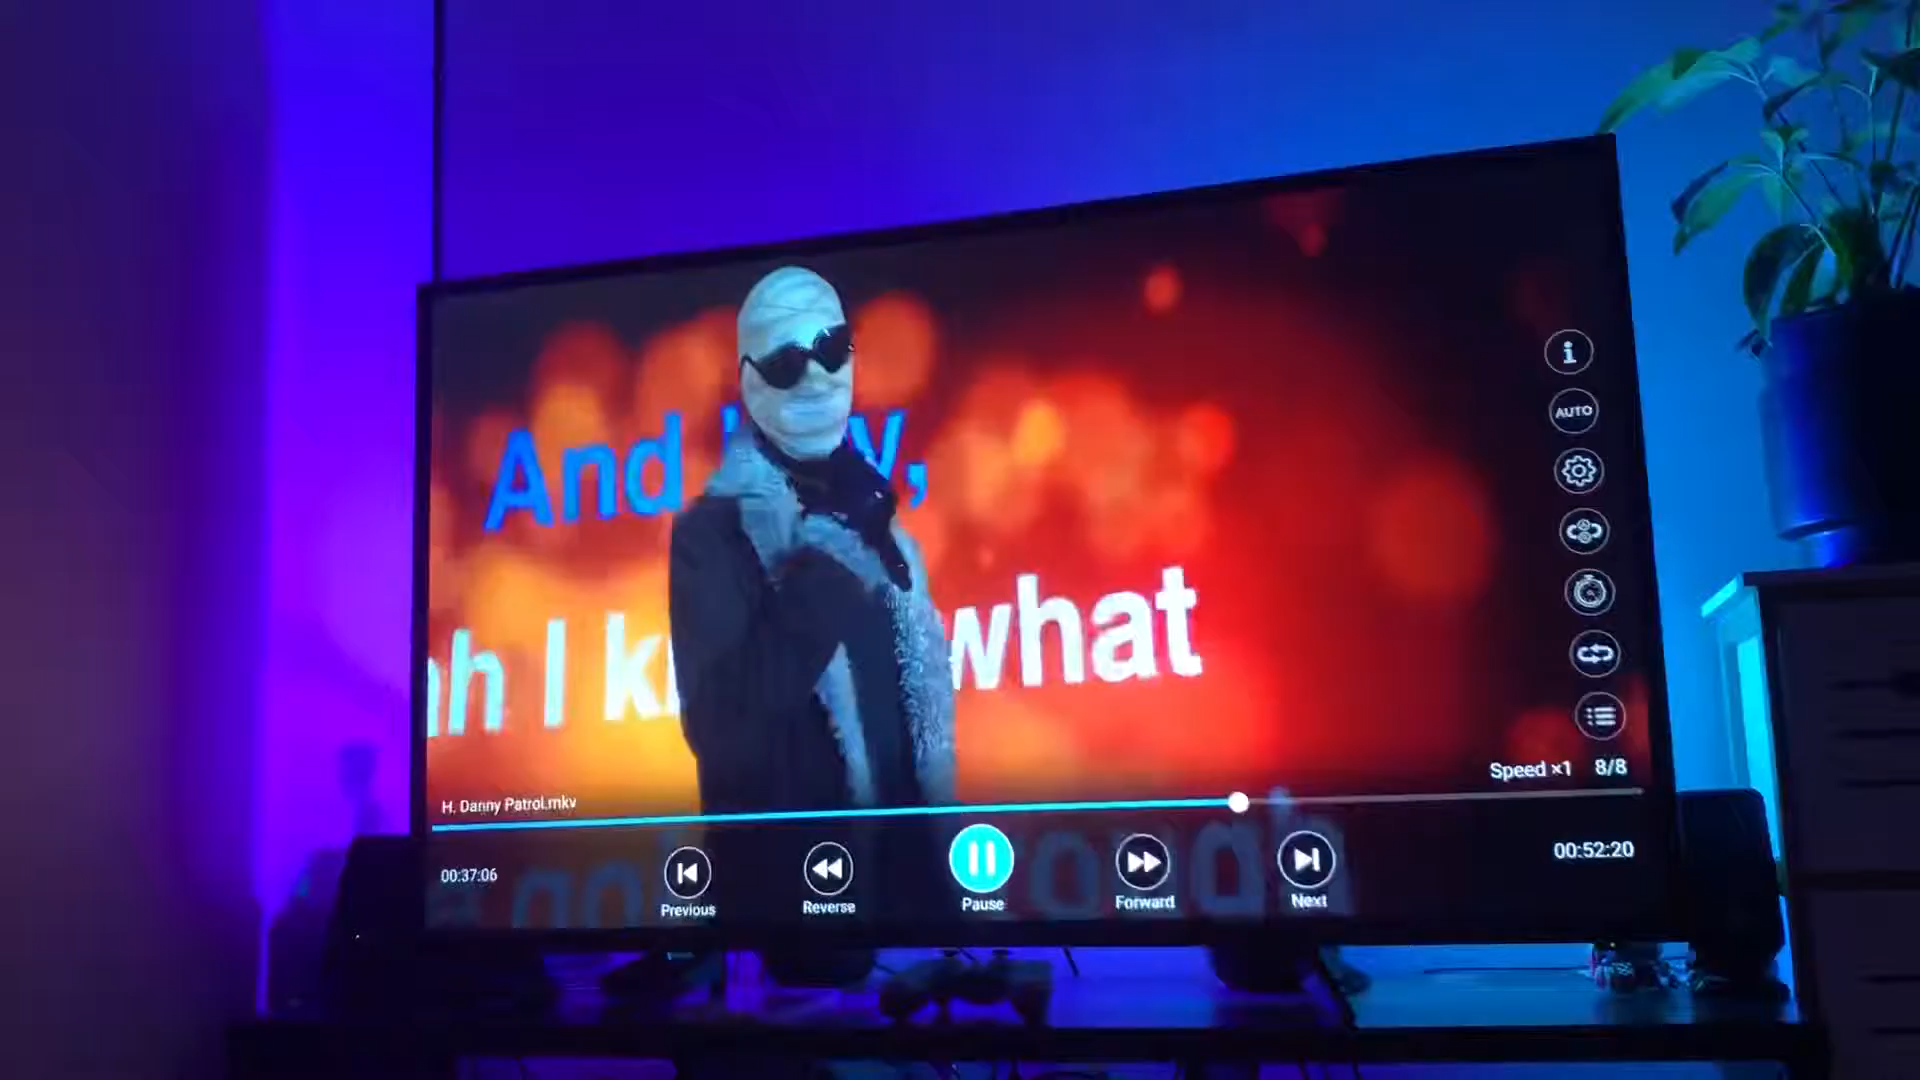 And
I what
H. Danny Patrol.mkv
Speed ×1 8/8
00:37:06
00:52:20
Previous
Reverse
Pause
Forward
Next
i
AUTO